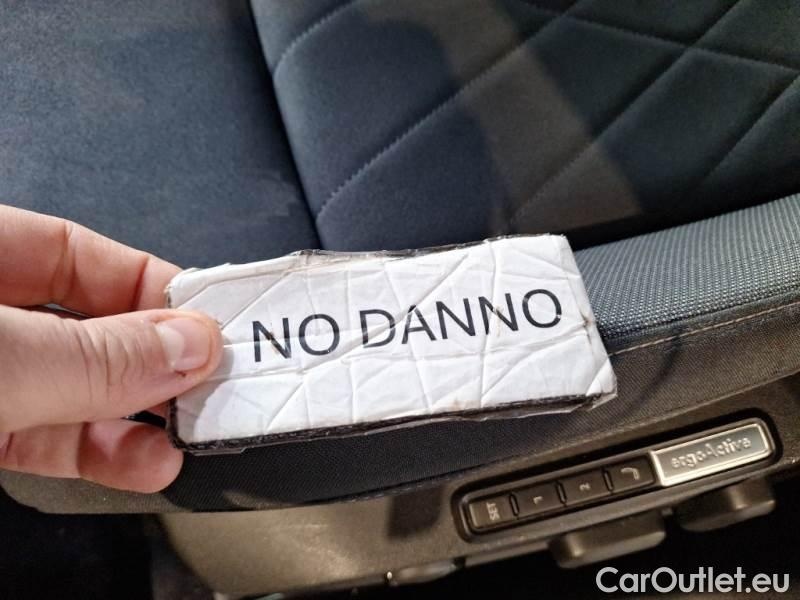 NO DANNO
SET 1 2
ergoActive
CarOutlet.eu